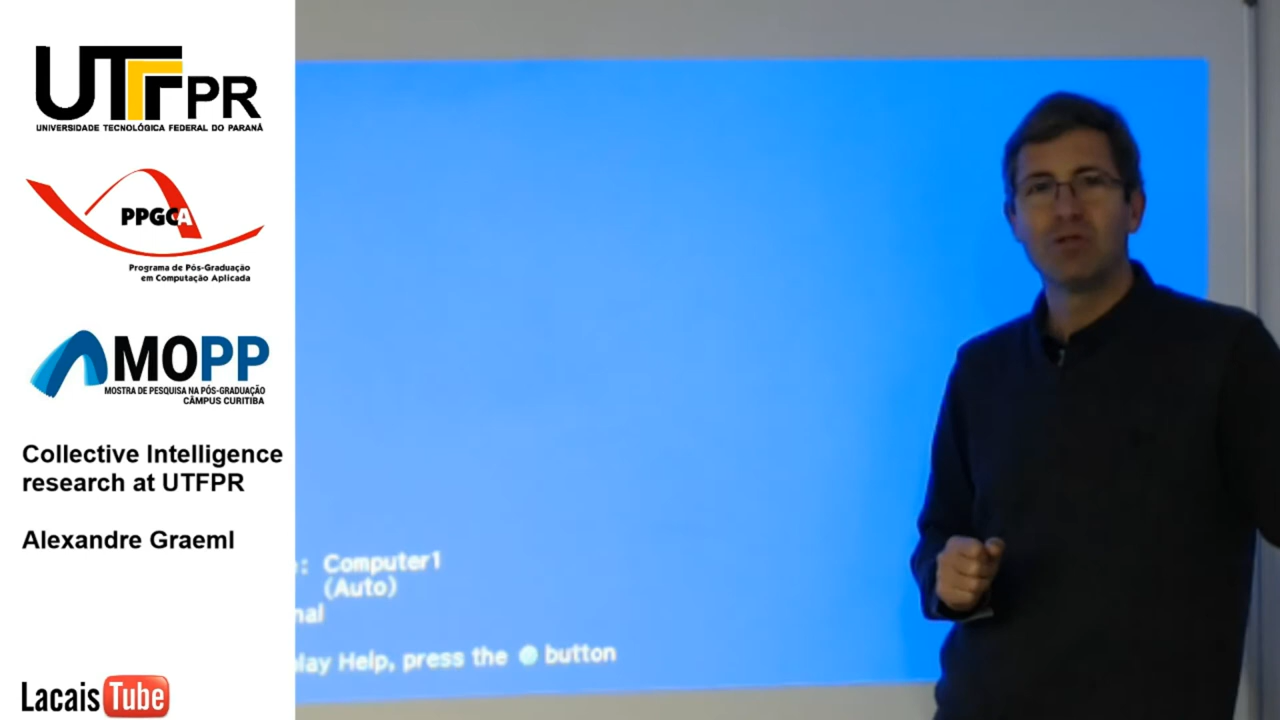 UTFPR
UNIVERSIDADE TECNOLÓGICA FEDERAL DO PARANÁ
PPGCA
Programa de Pós-Graduação
em Computação Aplicada
MOPP
MOSTRA DE PESQUISA NA PÓS-GRADUAÇÃO
CÂMPUS CURITIBA
Collective Intelligence
research at UTFPR
Alexandre Graeml
LacaisTube
: Computer1
(Auto)
nal
lay Help, press the button